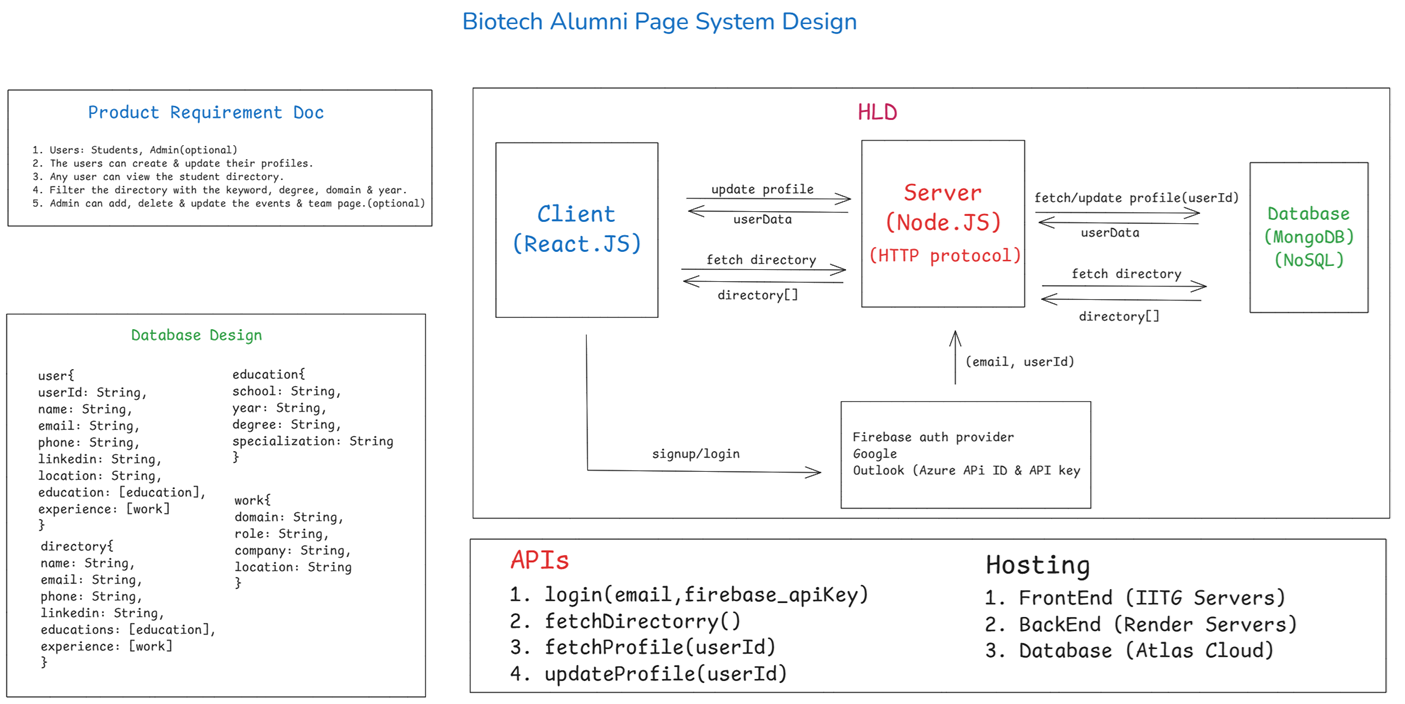 Biotech Alumni Page System Design
Product Requirement Doc
1. Users: Students, Admin(optional)
2. The users can create & update their profiles.
3. Any user can view the student directory.
4. Filter the directory with the keyword, degree, domain & year.
5. Admin can add, delete & update the events & team page.(optional)
Database Design
user{
userId: String,
name: String,
email: String,
phone: String,
linkedin: String,
location: String,
education: [education],
experience: [work]
}
directory{
name: String,
email: String,
phone: String,
linkedin: String,
educations: [education],
experience: [work]
}
education{
school: String,
year: String,
degree: String,
specialization: String
}
work{
domain: String,
role: String,
company: String,
location: String
}
HLD
Client
(React.JS)
update profile
userData
fetch directory
directory[]
Server
(Node.JS)
(HTTP protocol)
fetch/update profile(userId)
userData
fetch directory
directory[]
Database
(MongoDB)
(NoSQL)
(email, userId)
signup/login
Firebase auth provider
Google
Outlook (Azure APi ID & API key
APIs
1. login(email,firebase_apiKey)
2. fetchDirectorry()
3. fetchProfile(userId)
4. updateProfile(userId)
Hosting
1. FrontEnd (IITG Servers)
2. BackEnd (Render Servers)
3. Database (Atlas Cloud)